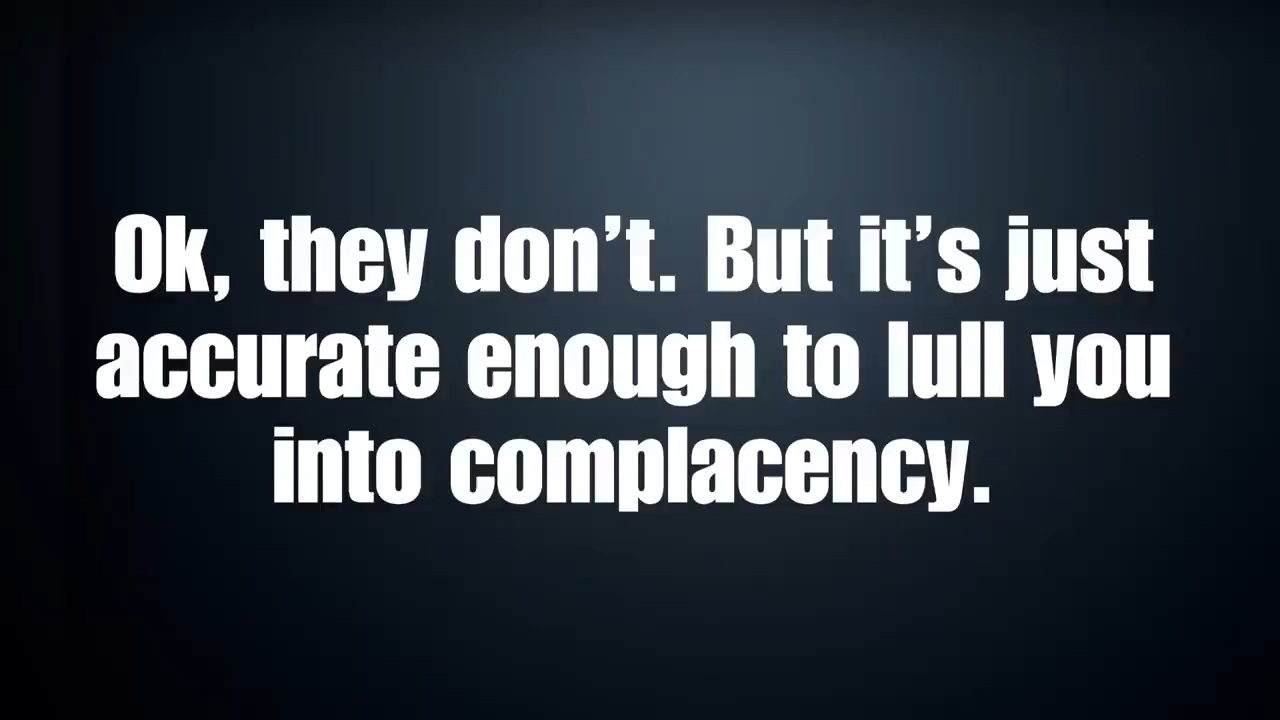 Ok, they don’t. But it’s just
accurate enough to lull you
into complacency.